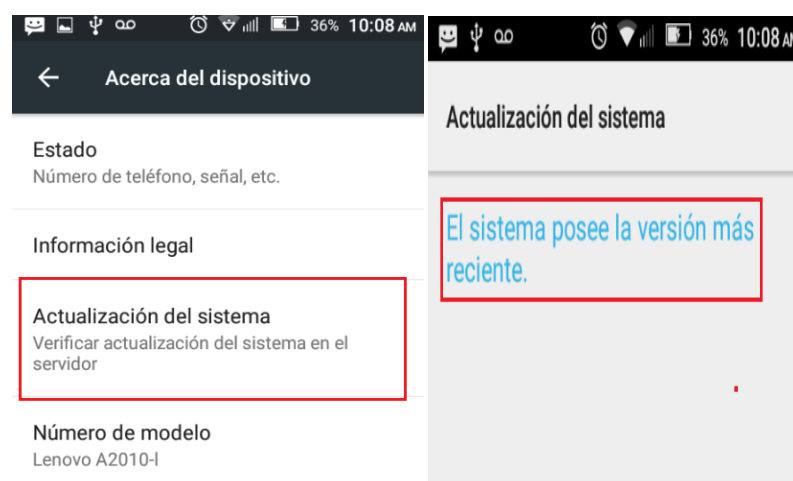 36% 10:08 AM
Acerca del dispositivo
Estado
Número de teléfono, señal, etc.
Información legal
Actualización del sistema
Verificar actualización del sistema en el
servidor
Número de modelo
Lenovo A2010-l
36% 10:08 AM
Actualización del sistema
El sistema posee la versión más
reciente.